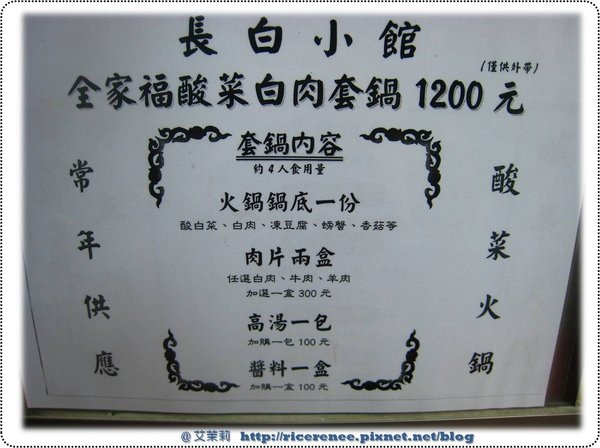 長白小館
(僅供外帶)
全家福酸菜白肉套鍋 1200 元
套鍋內容
約 4 人食用量
火鍋鍋底一份
酸白菜、白肉、凍豆腐、螃蟹、香菇等
肉片兩盒
任選白肉、牛肉、羊肉
加選一盒 300 元
高湯一包
加購一包 100 元
醬料一盒
加購一盒 100 元
常年供應
酸菜火鍋
@艾茉莉 http://ricerenee.pixnet.net/blog